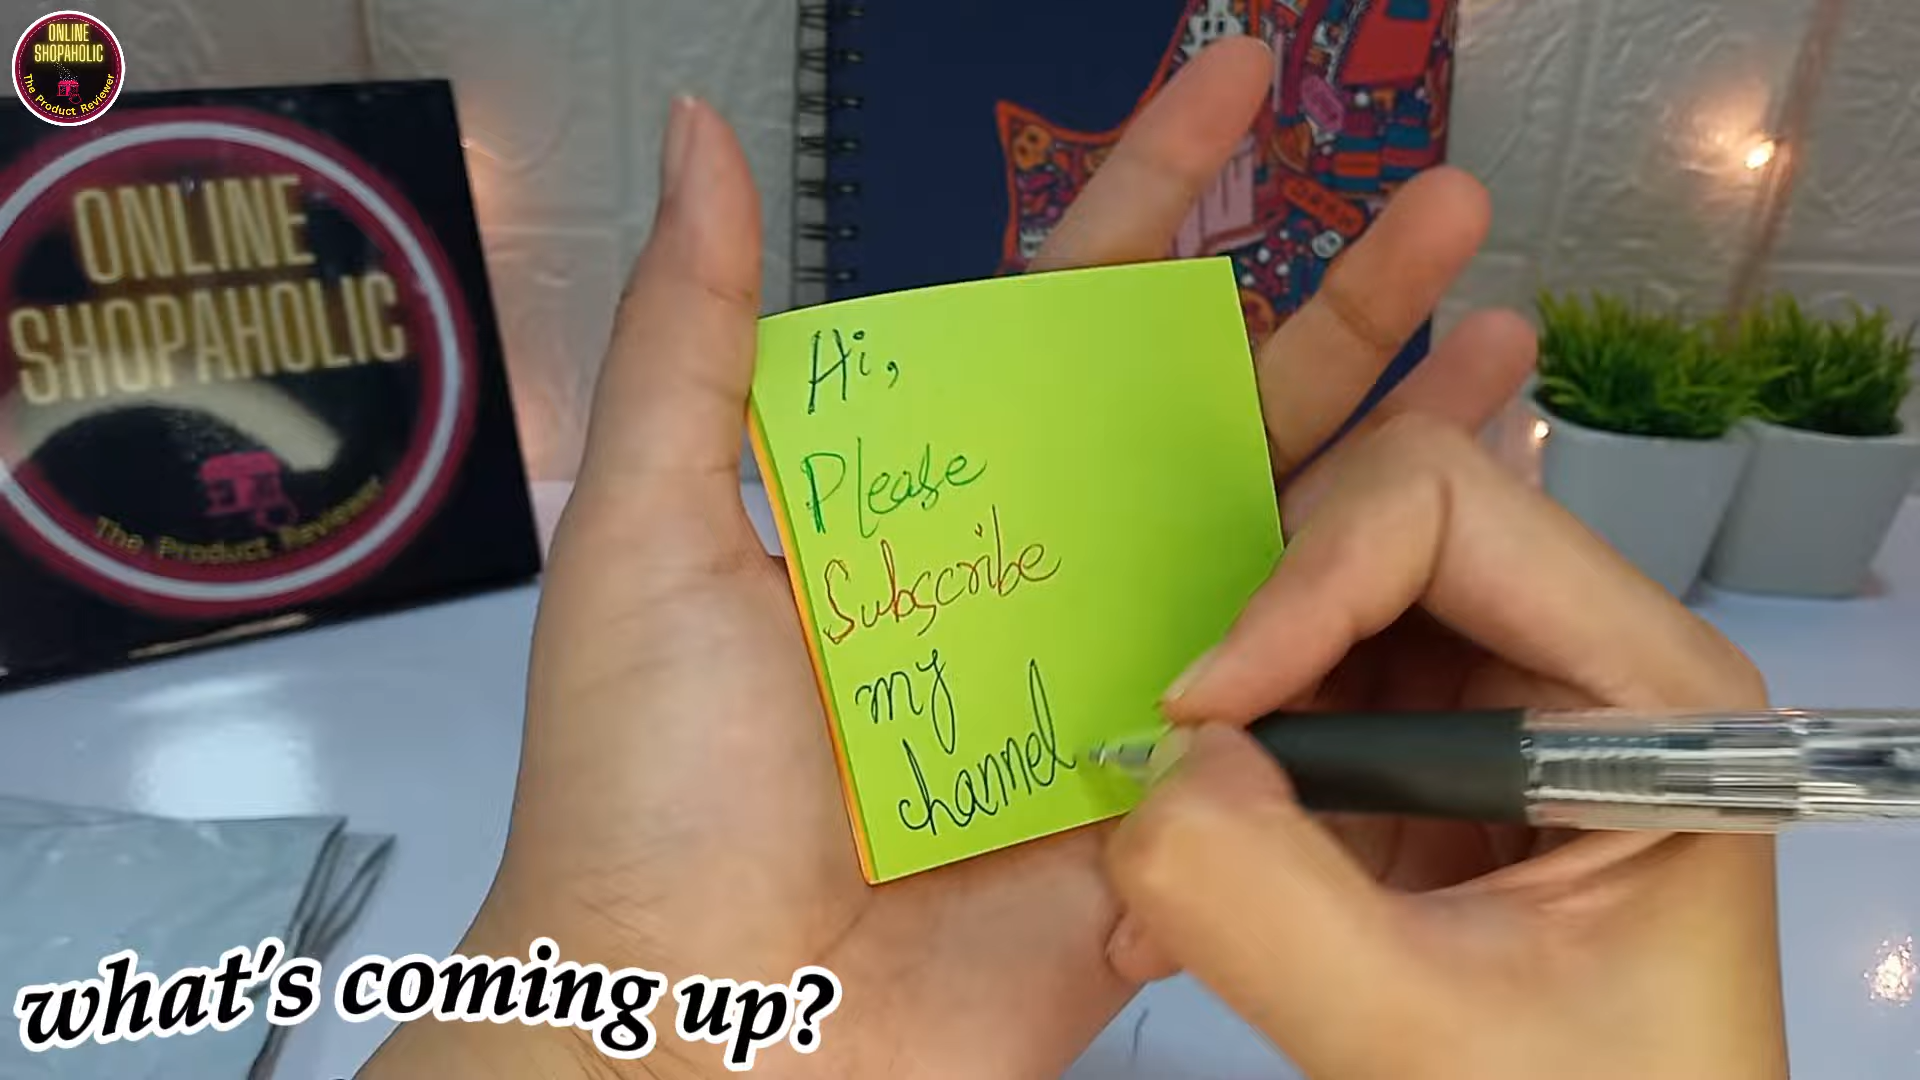 ONLINE
SHOPAHOLIC
The Product Reviewer
ONLINE
SHOPAHOLIC
The Product Reviewer
Hi,
Please
Subscribe
my
channel
what's coming up?